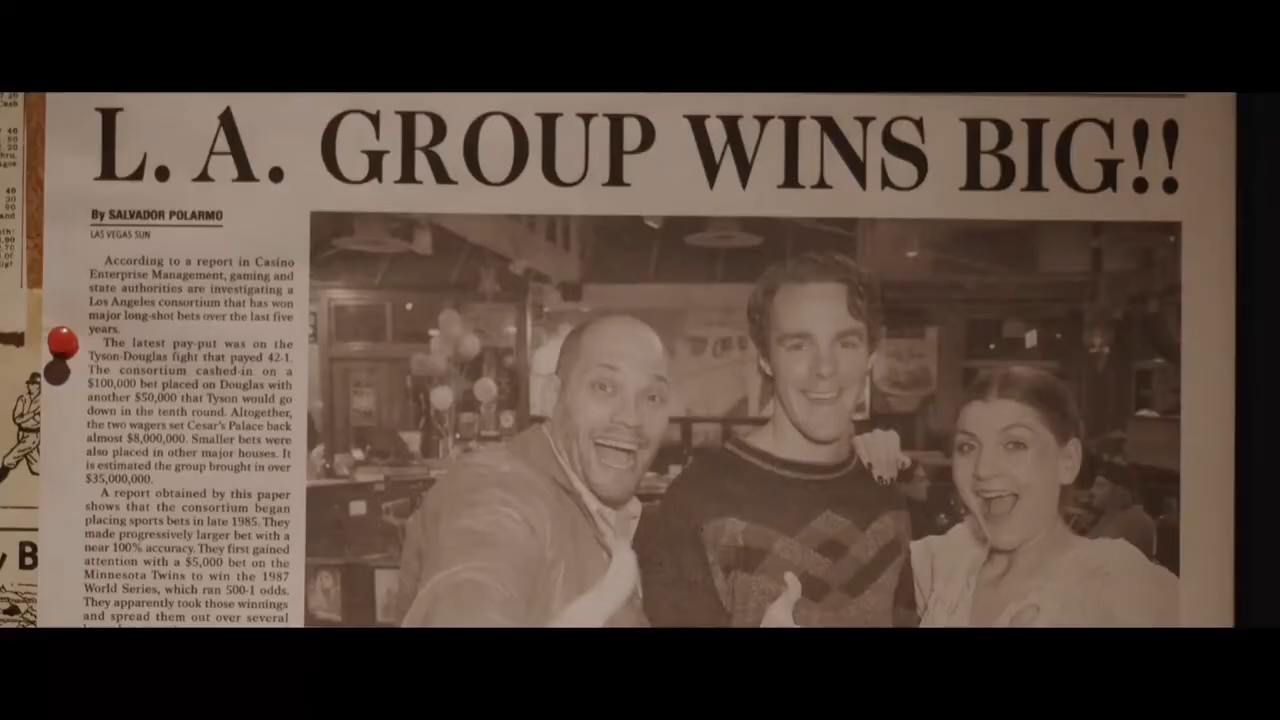 L. A. GROUP WINS BIG!!
By SALVADOR POLARMO
LAS VEGAS SUN
According to a report in Casino
Enterprise Management, gaming and
state authorities are investigating a
Los Angeles consortium that has won
major long-shot bets over the last five
years.
The latest pay-put was on the
Tyson-Douglas fight that payed 42-1.
The consortium cashed-in on a
$100,000 bet placed on Douglas with
another $50,000 that Tyson would go
down in the tenth round. Altogether,
the two wagers set Cesar's Palace back
almost $8,000,000. Smaller bets were
also placed in other major houses. It
is estimated the group brought in over
$35,000,000.
A report obtained by this paper
shows that the consortium began
placing sports bets in late 1985. They
made progressively larger bet with a
near 100% accuracy. They first gained
attention with a $5,000 bet on the
Minnesota Twins to win the 1987
World Series, which ran 500-1 odds.
They apparently took those winnings
and spread them out over several